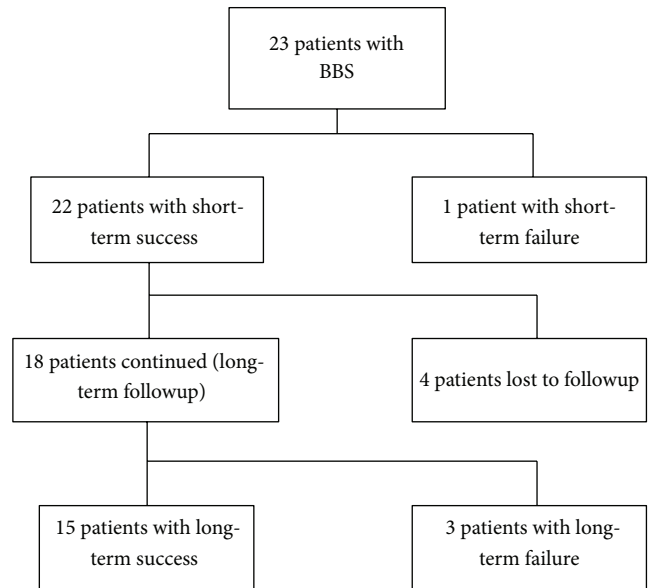 23 patients with
BBS
22 patients with short-
term success
1 patient with short-
term failure
18 patients continued (long-
term followup)
4 patients lost to followup
15 patients with long-
term success
3 patients with long-
term failure